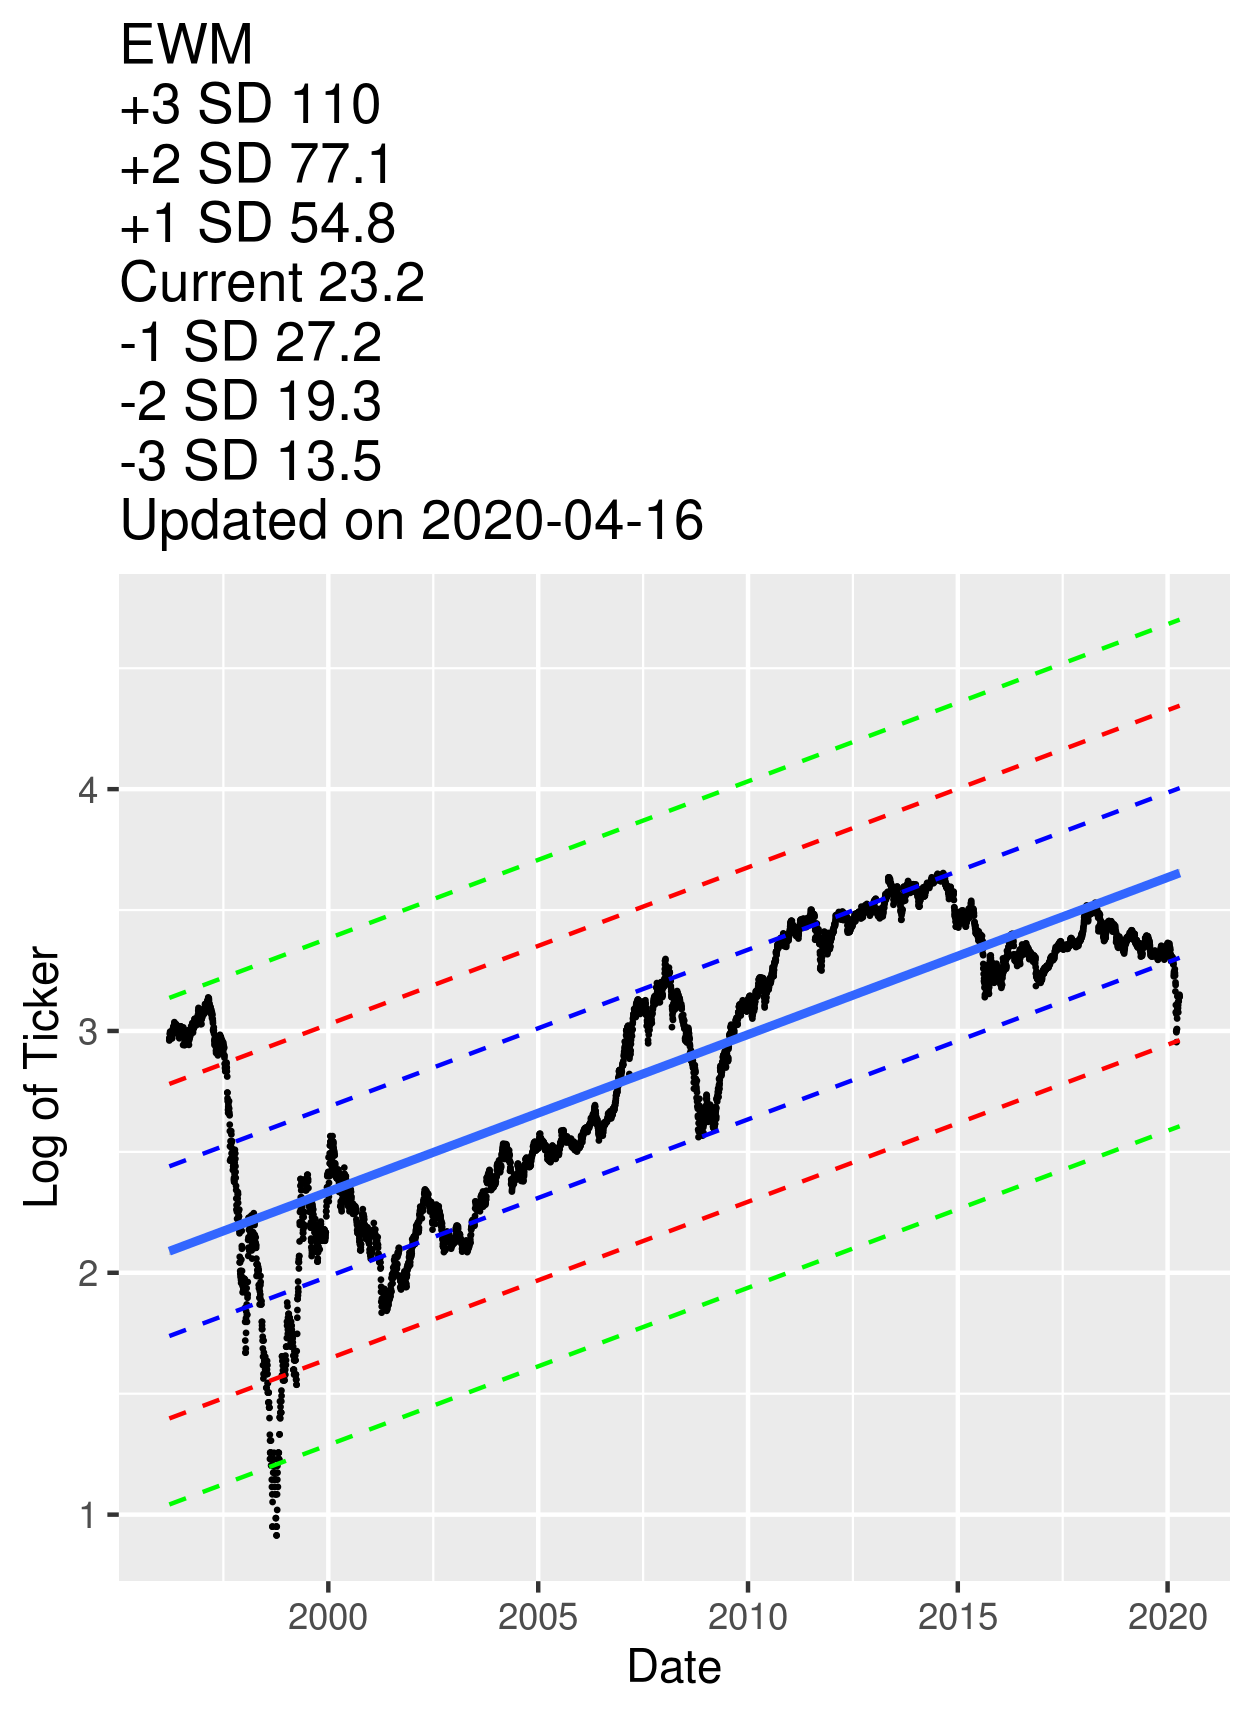 EWM
+3 SD 110
+2 SD 77.1
+1 SD 54.8
Current 23.2
-1 SD 27.2
-2 SD 19.3
-3 SD 13.5
Updated on 2020-04-16
4
3
2
1
Log of Ticker
2000 2005 2010 2015 2020
Date